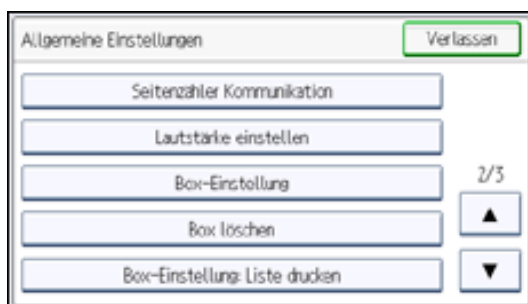 Allgemeine Einstellungen
Verlassen
Seitenzähler Kommunikation
Lautstärke einstellen
Box-Einstellung
2/3
Box löschen
Box-Einstellung: Liste drucken